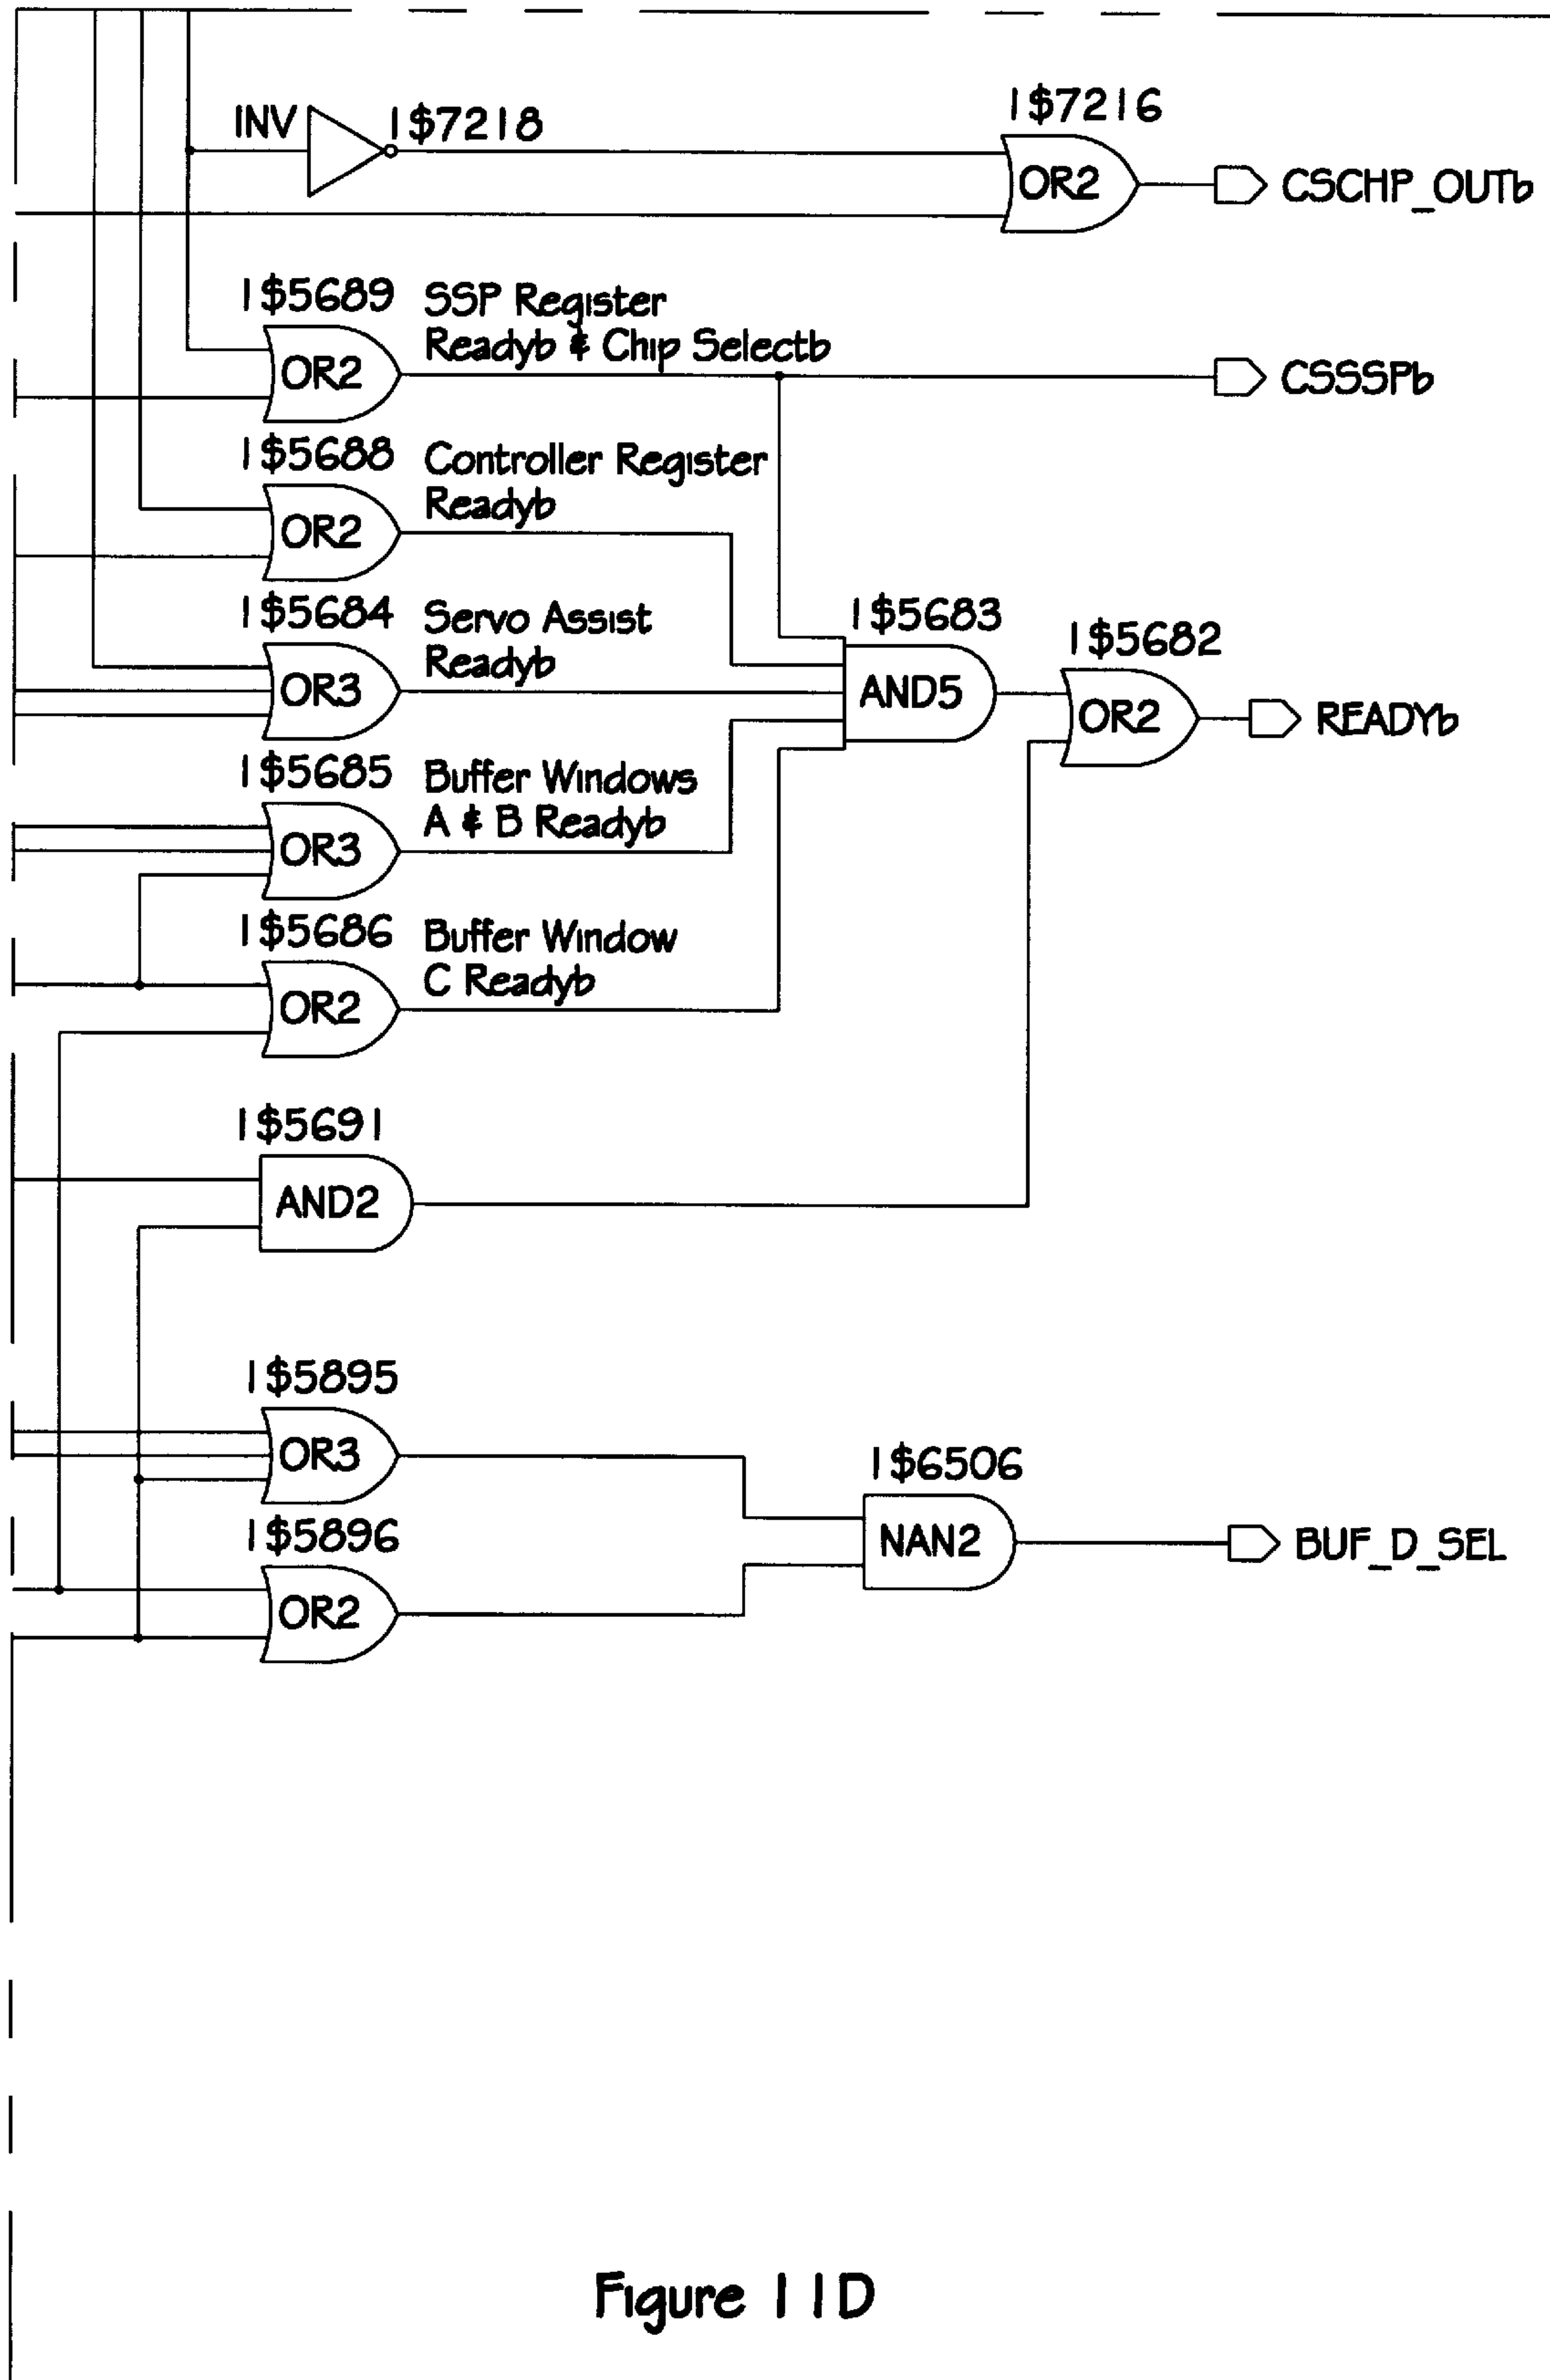 INV 1$7218
1$7216
OR2
CSCHP_OUTb
1$5689 SSP Register
Readyb & Chip Selectb
OR2
CSSSPb
1$5688 Controller Register
Readyb
OR2
1$5684 Servo Assist
Readyb
OR3
1$5683
AND5
1$5682
OR2
READYb
1$5685 Buffer Windows
A & B Readyb
OR3
1$5686 Buffer Window
C Readyb
OR2
1$5691
AND2
1$5895
OR3
1$6506
NAN2
BUF_D_SEL
1$5896
OR2
Figure 11D